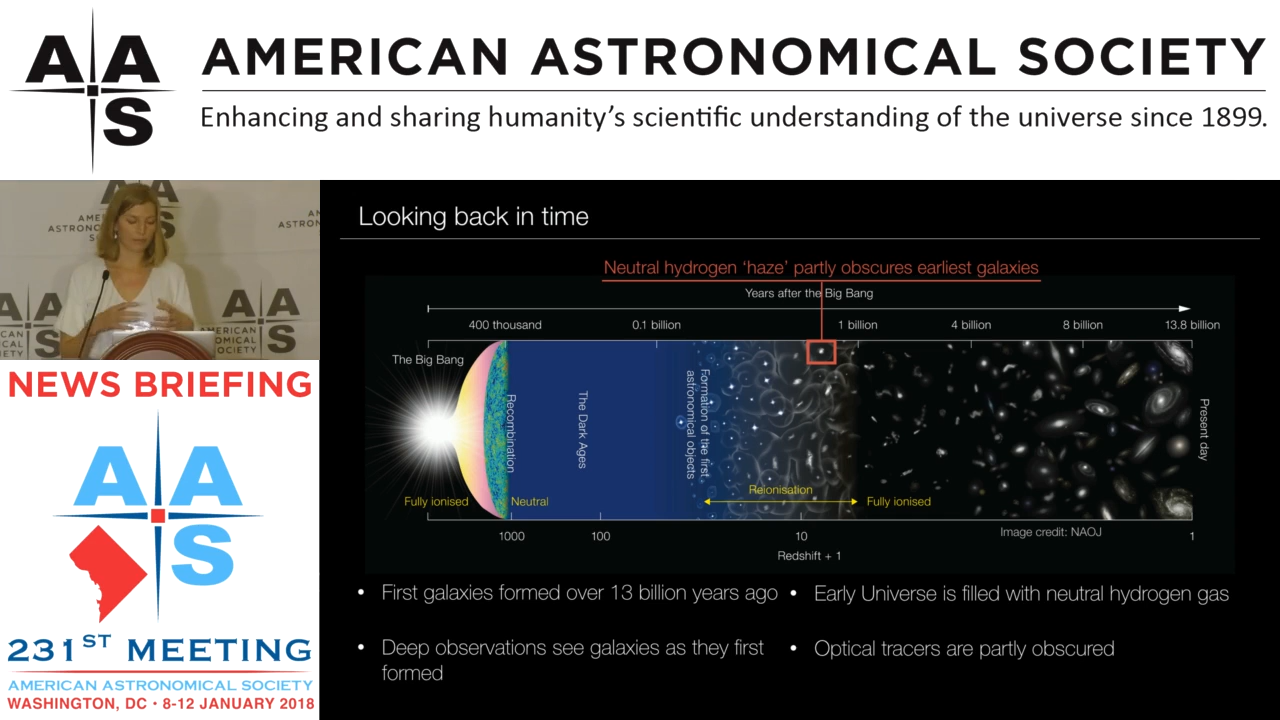 AAS
AMERICAN ASTRONOMICAL SOCIETY
Enhancing and sharing humanity's scientific understanding of the universe since 1899.
NEWS BRIEFING
AAS
231ST MEETING
AMERICAN ASTRONOMICAL SOCIETY
WASHINGTON, DC • 8-12 JANUARY 2018
Looking back in time
Neutral hydrogen 'haze' partly obscures earliest galaxies
Years after the Big Bang
400 thousand
0.1 billion
1 billion
4 billion
8 billion
13.8 billion
The Big Bang
Recombination
The Dark Ages
Formation of the first
astronomical objects
Present day
Reionisation
Fully ionised
Neutral
Fully ionised
Image credit: NAOJ
1000
100
10
1
Redshift + 1
• First galaxies formed over 13 billion years ago
• Deep observations see galaxies as they first
formed
• Early Universe is filled with neutral hydrogen gas
• Optical tracers are partly obscured